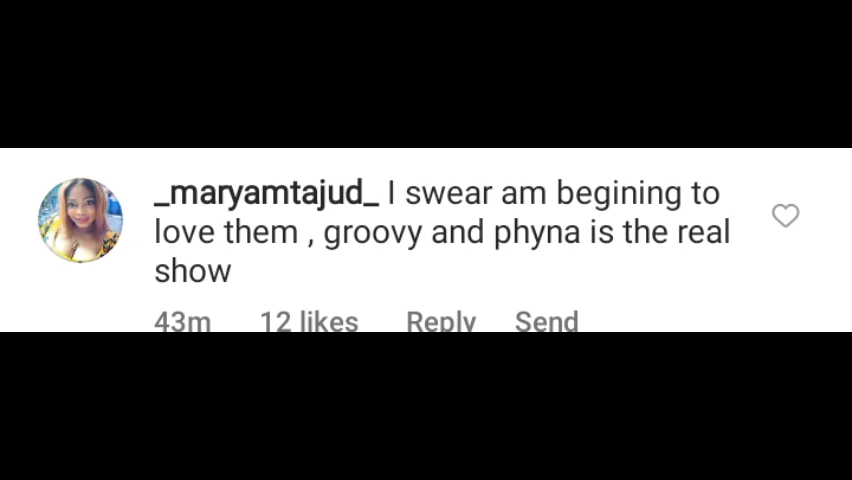 _maryamtajud_ I swear am begining to
love them , groovy and phyna is the real
show
43m 12 likes Reply Send